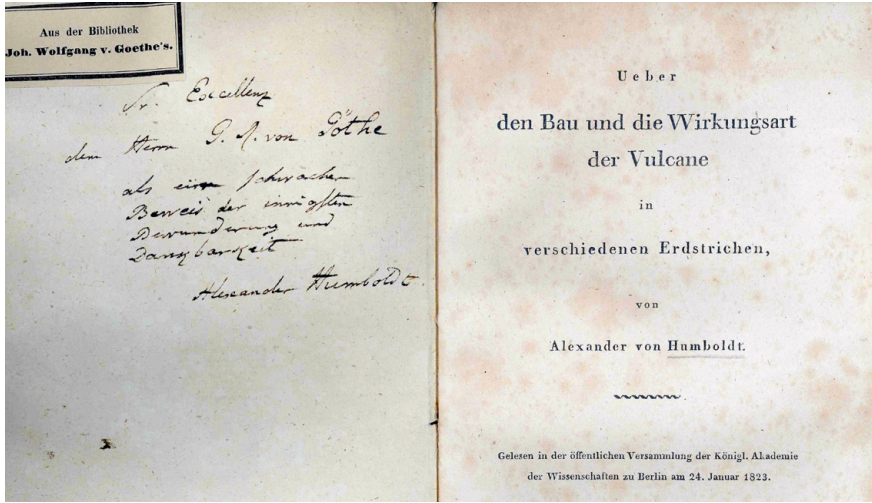 Aus der Bibliothek
Joh. Wolfgang v. Goethe's.
Sr. Excellenz
dem Herrn G. R. von Göthe
als ein schwacher
Beweis der innigsten
Bewunderung und
Dankbarkeit
Alexander Humboldt.
Ueber
den Bau und die Wirkungsart
der Vulcane
in
verschiedenen Erdstrichen,
von
Alexander von Humboldt.
Gelesen in der öffentlichen Versammlung der Königl. Akademie
der Wissenschaften zu Berlin am 24. Januar 1823.